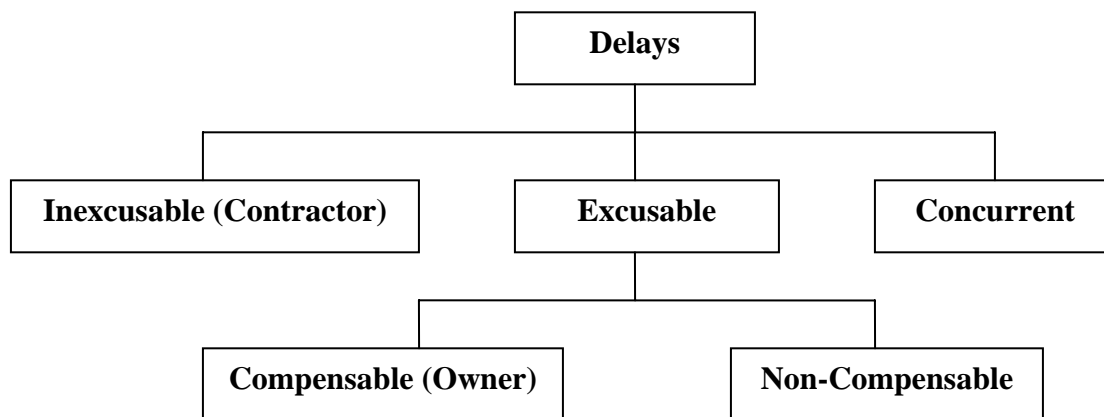 Delays
Inexcusable (Contractor)
Excusable
Concurrent
Compensable (Owner)
Non-Compensable